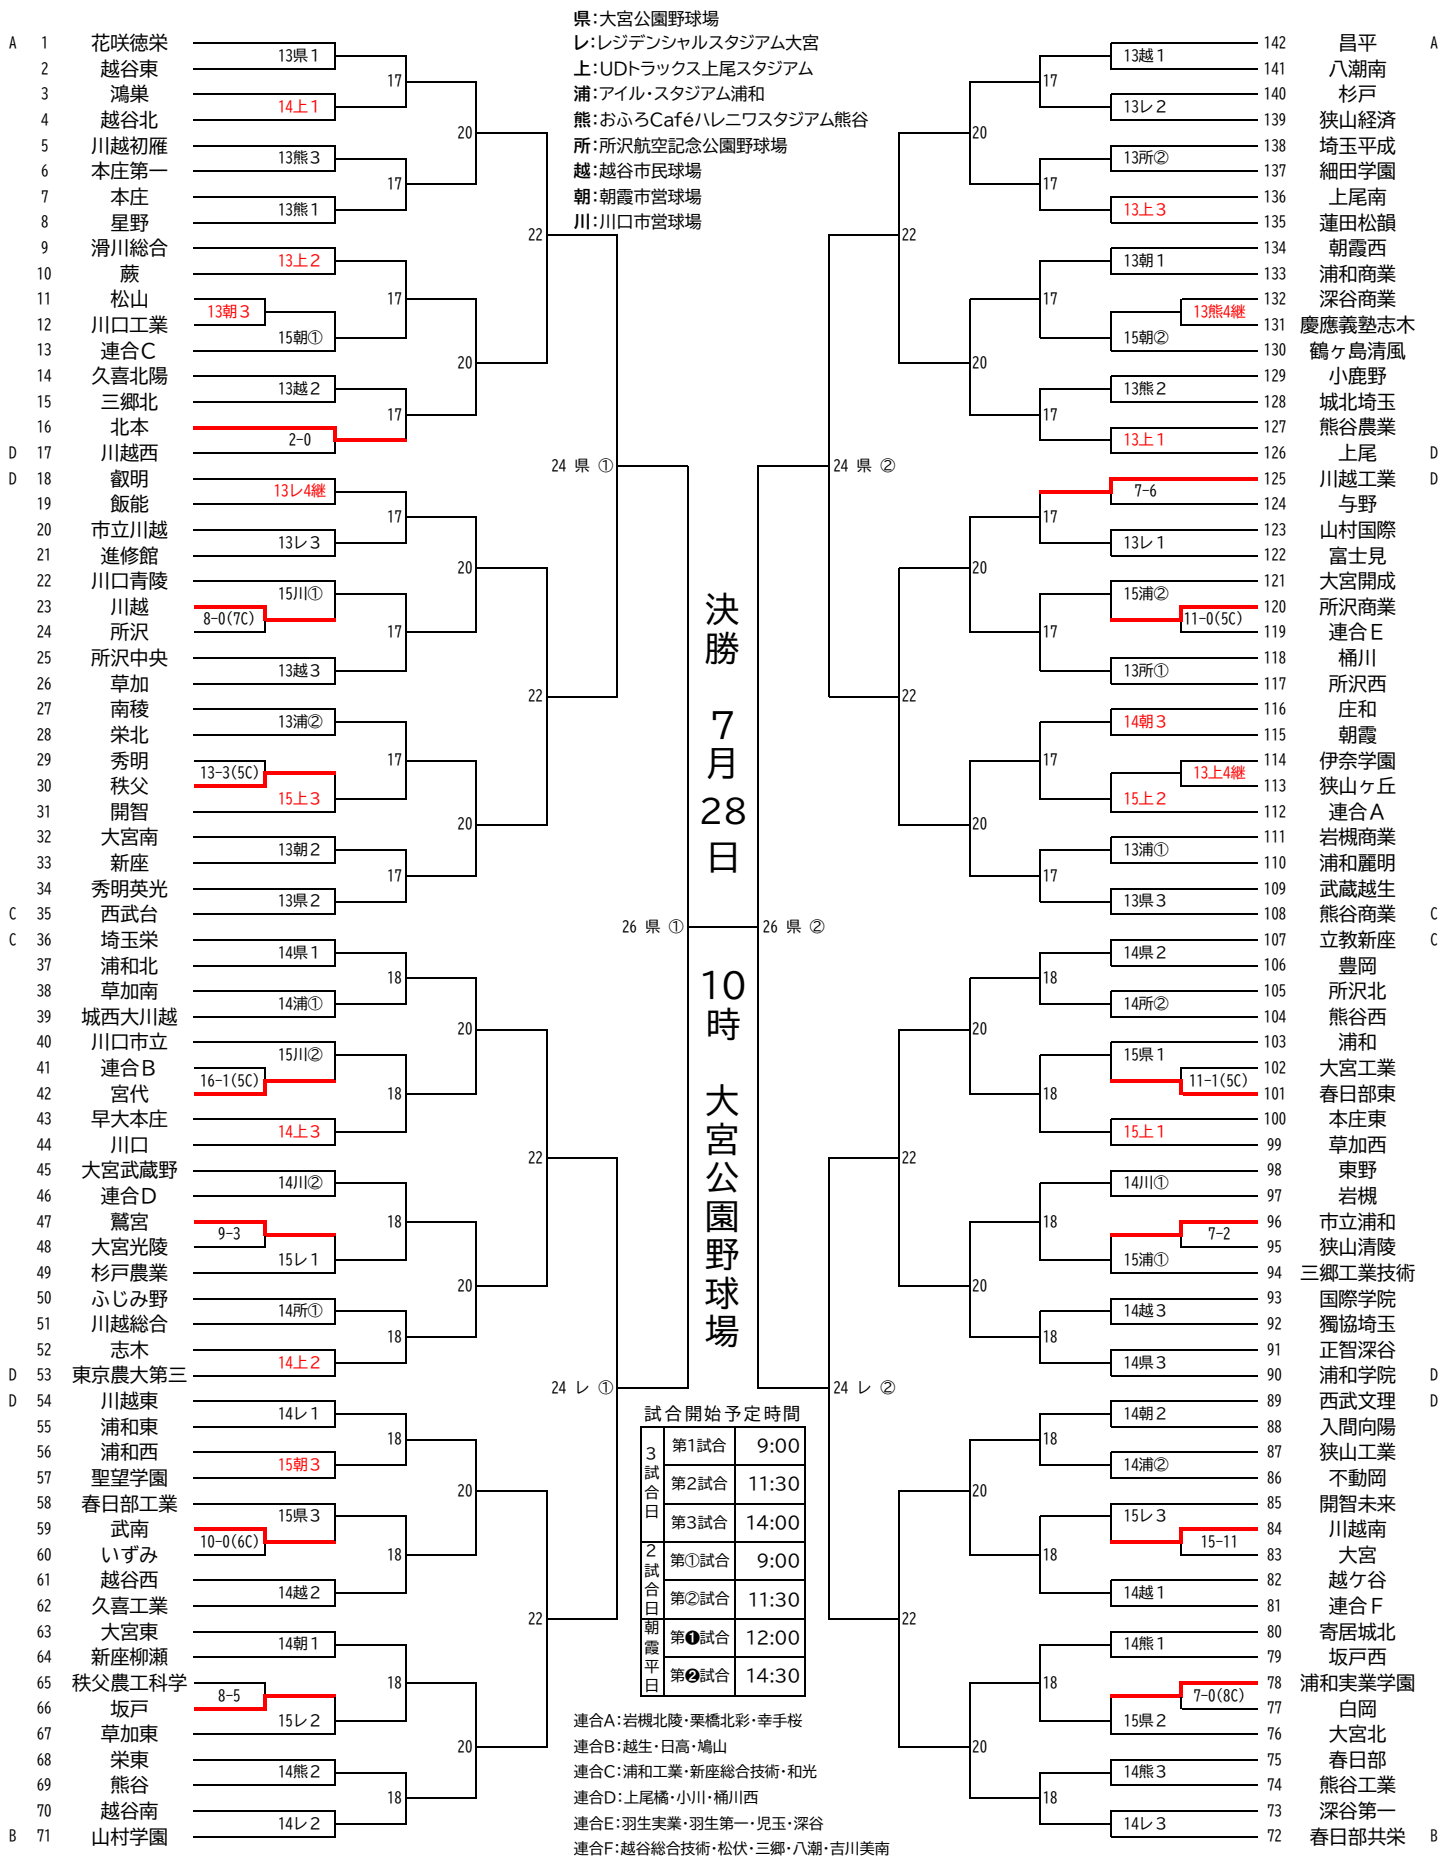 県:大宮公園野球場
レ:レジデンシャルスタジアム大宮
上:UDトラックス上尾スタジアム
浦:アイル・スタジアム浦和
熊:おふろCaféハレニワスタジアム熊谷
所:所沢航空記念公園野球場
越:越谷市民球場
朝:朝霞市営球場
川:川口市営球場
A 1 花咲徳栄
13県1
2 越谷東
17
3 鴻巣
14上1
4 越谷北
20
5 川越初雁
13熊3
6 本庄第一
17
7 本庄
13熊1
8 星野
22
9 滑川総合
13上2
10 蕨
17
11 松山
13朝3
12 川口工業
15朝①
13 連合C
20
14 久喜北陽
13越2
15 三郷北
17
16 北本
2-0
D 17 川越西
24 県 ①
D 18 叡明
13レ4継
19 飯能
17
20 市立川越
13レ3
21 進修館
20
22 川口青陵
15川①
23 川越
8-0(7C)
24 所沢
17
25 所沢中央
13越3
26 草加
22
27 南稜
13浦②
28 栄北
17
29 秀明
13-3(5C)
30 秩父
15上3
31 開智
20
32 大宮南
13朝2
33 新座
17
34 秀明英光
13県2
C 35 西武台
26 県 ①
C 36 埼玉栄
14県1
37 浦和北
18
38 草加南
14浦①
39 城西大川越
20
40 川口市立
15川②
41 連合B
16-1(5C)
42 宮代
18
43 早大本庄
14上3
44 川口
22
45 大宮武蔵野
14川②
46 連合D
18
47 鷲宮
9-3
48 大宮光陵
15レ1
49 杉戸農業
20
50 ふじみ野
14所①
51 川越総合
18
52 志木
14上2
D 53 東京農大第三
24 レ ①
D 54 川越東
14レ1
55 浦和東
18
56 浦和西
15朝3
57 聖望学園
20
58 春日部工業
15県3
59 武南
10-0(6C)
60 いずみ
18
61 越谷西
14越2
62 久喜工業
22
63 大宮東
14朝1
64 新座柳瀬
18
65 秩父農工科学
8-5
66 坂戸
15レ2
67 草加東
20
68 栄東
14熊2
69 熊谷
18
70 越谷南
14レ2
B 71 山村学園
決勝 7月28日 10時 大宮公園野球場
142 昌平 A
13越1
141 八潮南
17
140 杉戸
13レ2
139 狭山経済
20
138 埼玉平成
13所②
137 細田学園
17
136 上尾南
13上3
135 蓮田松韻
22
134 朝霞西
13朝1
133 浦和商業
17
132 深谷商業
13熊4継
131 慶應義塾志木
15朝②
130 鶴ヶ島清風
20
129 小鹿野
13熊2
128 城北埼玉
17
127 熊谷農業
13上1
126 上尾 D
24 県 ②
125 川越工業 D
7-6
124 与野
17
123 山村国際
13レ1
122 富士見
20
121 大宮開成
15浦②
120 所沢商業
11-0(5C)
119 連合E
17
118 桶川
13所①
117 所沢西
22
116 庄和
14朝3
115 朝霞
17
114 伊奈学園
13上4継
113 狭山ヶ丘
15上2
112 連合A
20
111 岩槻商業
13浦①
110 浦和麗明
17
109 武蔵越生
13県3
108 熊谷商業 C
26 県 ②
107 立教新座 C
14県2
106 豊岡
18
105 所沢北
14所②
104 熊谷西
20
103 浦和
15県1
102 大宮工業
11-1(5C)
101 春日部東
18
100 本庄東
15上1
99 草加西
22
98 東野
14川①
97 岩槻
18
96 市立浦和
7-2
95 狭山清陵
15浦①
94 三郷工業技術
20
93 国際学院
14越3
92 獨協埼玉
18
91 正智深谷
14県3
90 浦和学院 D
24 レ ②
89 西武文理 D
14朝2
88 入間向陽
18
87 狭山工業
14浦②
86 不動岡
20
85 開智未来
15レ3
84 川越南
15-11
83 大宮
18
82 越ケ谷
14越1
81 連合F
22
80 寄居城北
14熊1
79 坂戸西
18
78 浦和実業学園
7-0(8C)
77 白岡
15県2
76 大宮北
20
75 春日部
14熊3
74 熊谷工業
18
73 深谷第一
14レ3
72 春日部共栄 B
試合開始予定時間
3試合日
第1試合 9:00
第2試合 11:30
第3試合 14:00
2試合日
第①試合 9:00
第②試合 11:30
朝霞平日
第❶試合 12:00
第❷試合 14:30
連合A:岩槻北陵・栗橋北彩・幸手桜
連合B:越生・日高・鳩山
連合C:浦和工業・新座総合技術・和光
連合D:上尾橘・小川・桶川西
連合E:羽生実業・羽生第一・児玉・深谷
連合F:越谷総合技術・松伏・三郷・八潮・吉川美南